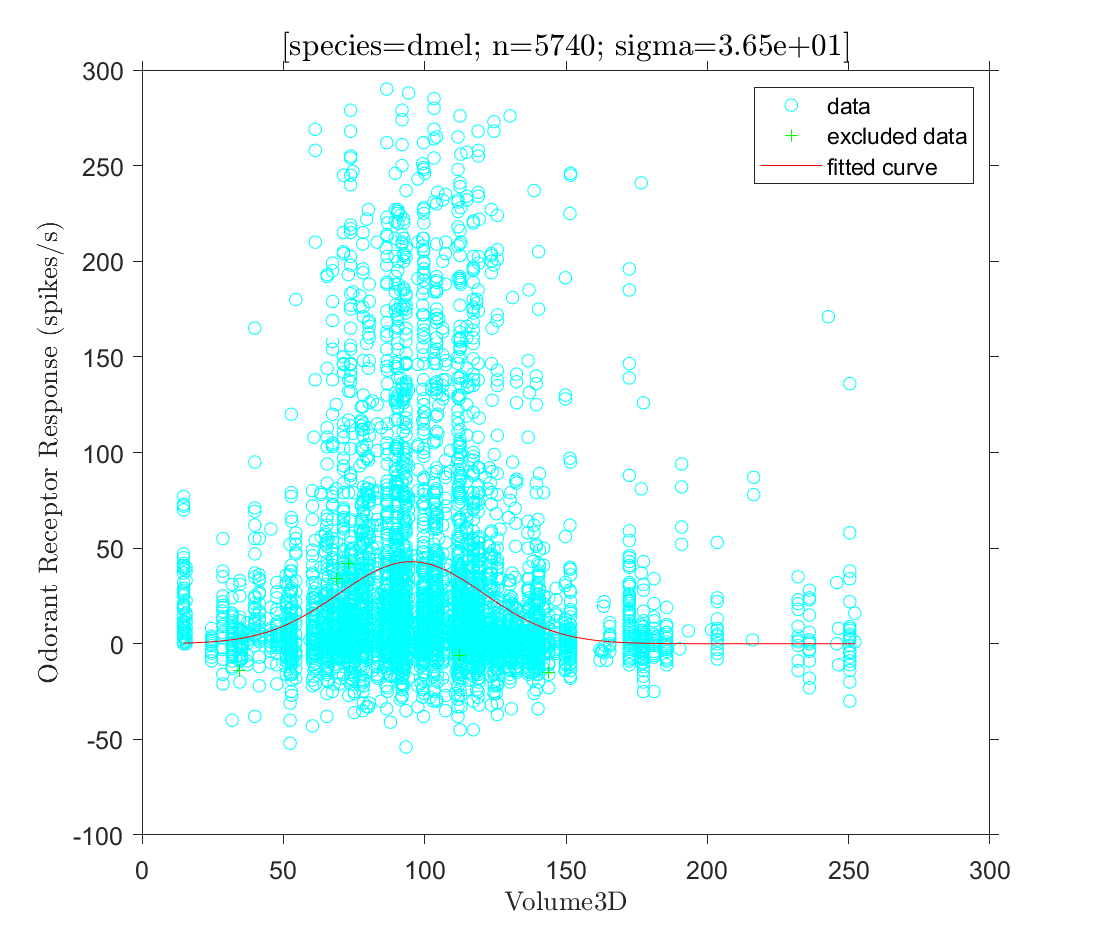 [species=dmel; n=5740; sigma=3.65e+01]
300
250
200
150
100
50
0
-50
-100
Odorant Receptor Response (spikes/s)
data
excluded data
fitted curve
0 50 100 150 200 250 300
Volume3D